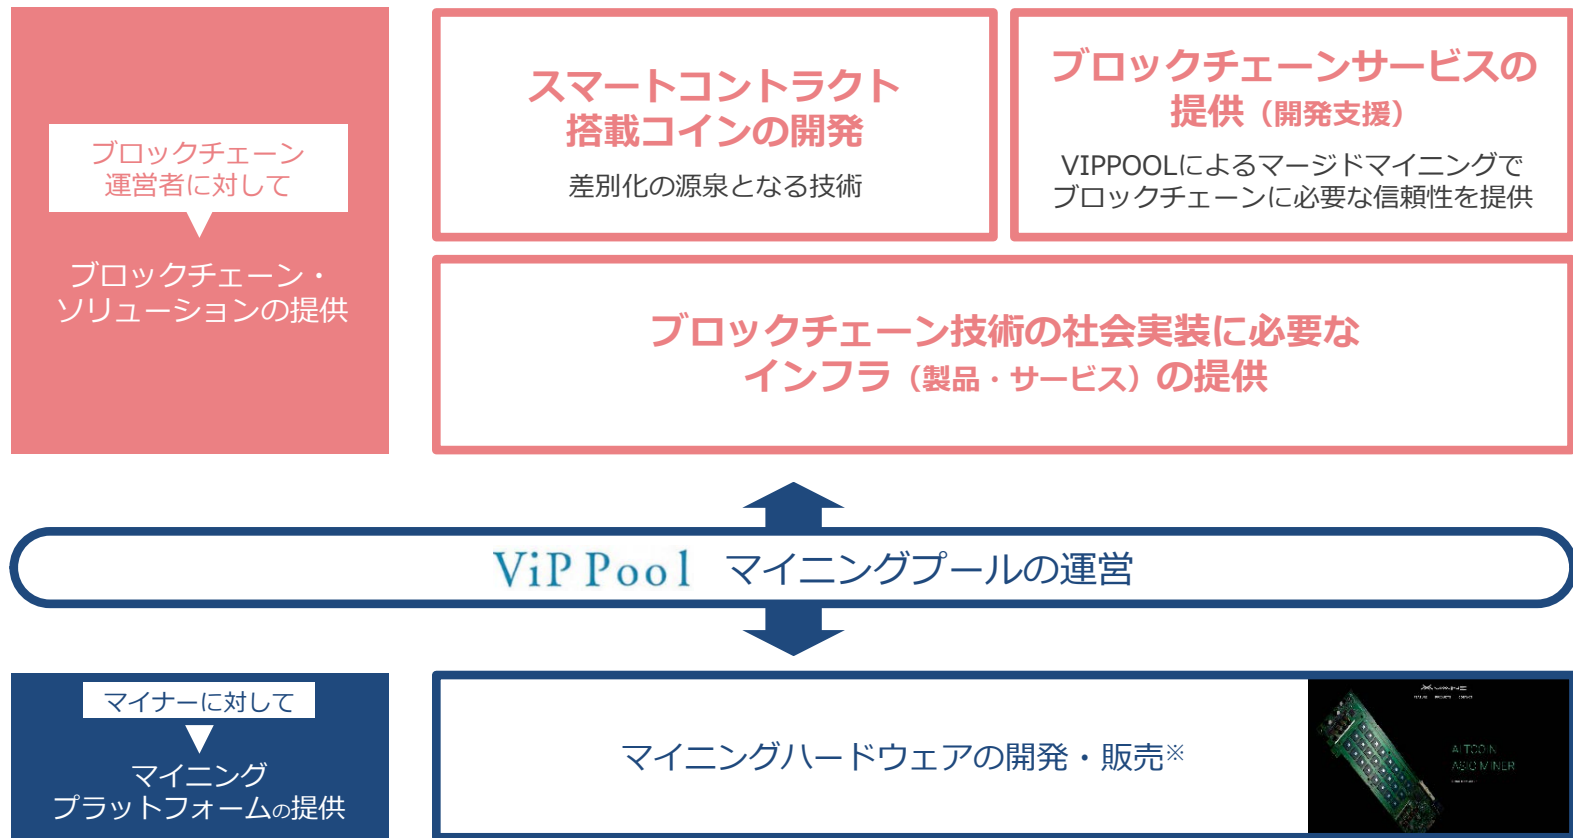 ブロックチェーン
運営者に対して
ブロックチェーン・
ソリューションの提供
スマートコントラクト
搭載コインの開発
差別化の源泉となる技術
ブロックチェーンサービスの
提供（開発支援）
VIPPOOLによるマージドマイニングで
ブロックチェーンに必要な信頼性を提供
ブロックチェーン技術の社会実装に必要な
インフラ（製品・サービス）の提供
ViP Pool マイニングプールの運営
マイナーに対して
マイニング
プラットフォームの提供
マイニングハードウェアの開発・販売※
ALTCOIN
ASIC MINER